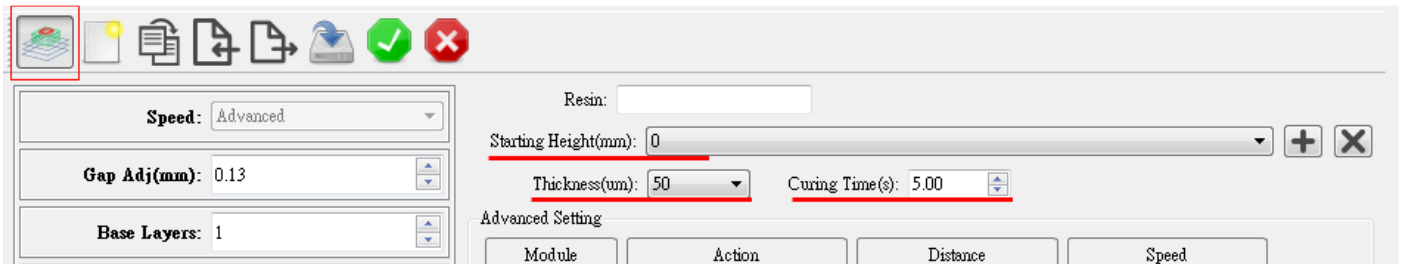 Resin:
Speed: Advanced
Starting Height(mm): 0
Gap Adj(mm): 0.13
Thickness(um): 50 Curing Time(s): 5.00
Advanced Setting
Base Layers: 1
Module Action Distance Speed